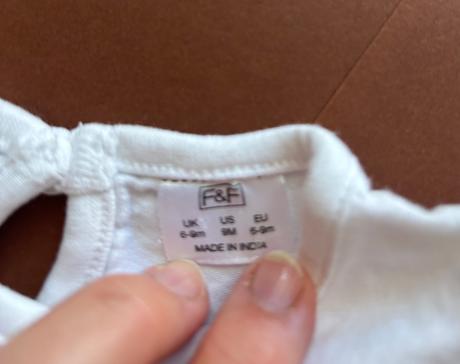 F&F
UK US EU
6-9m 9M 6-9m
MADE IN INDIA